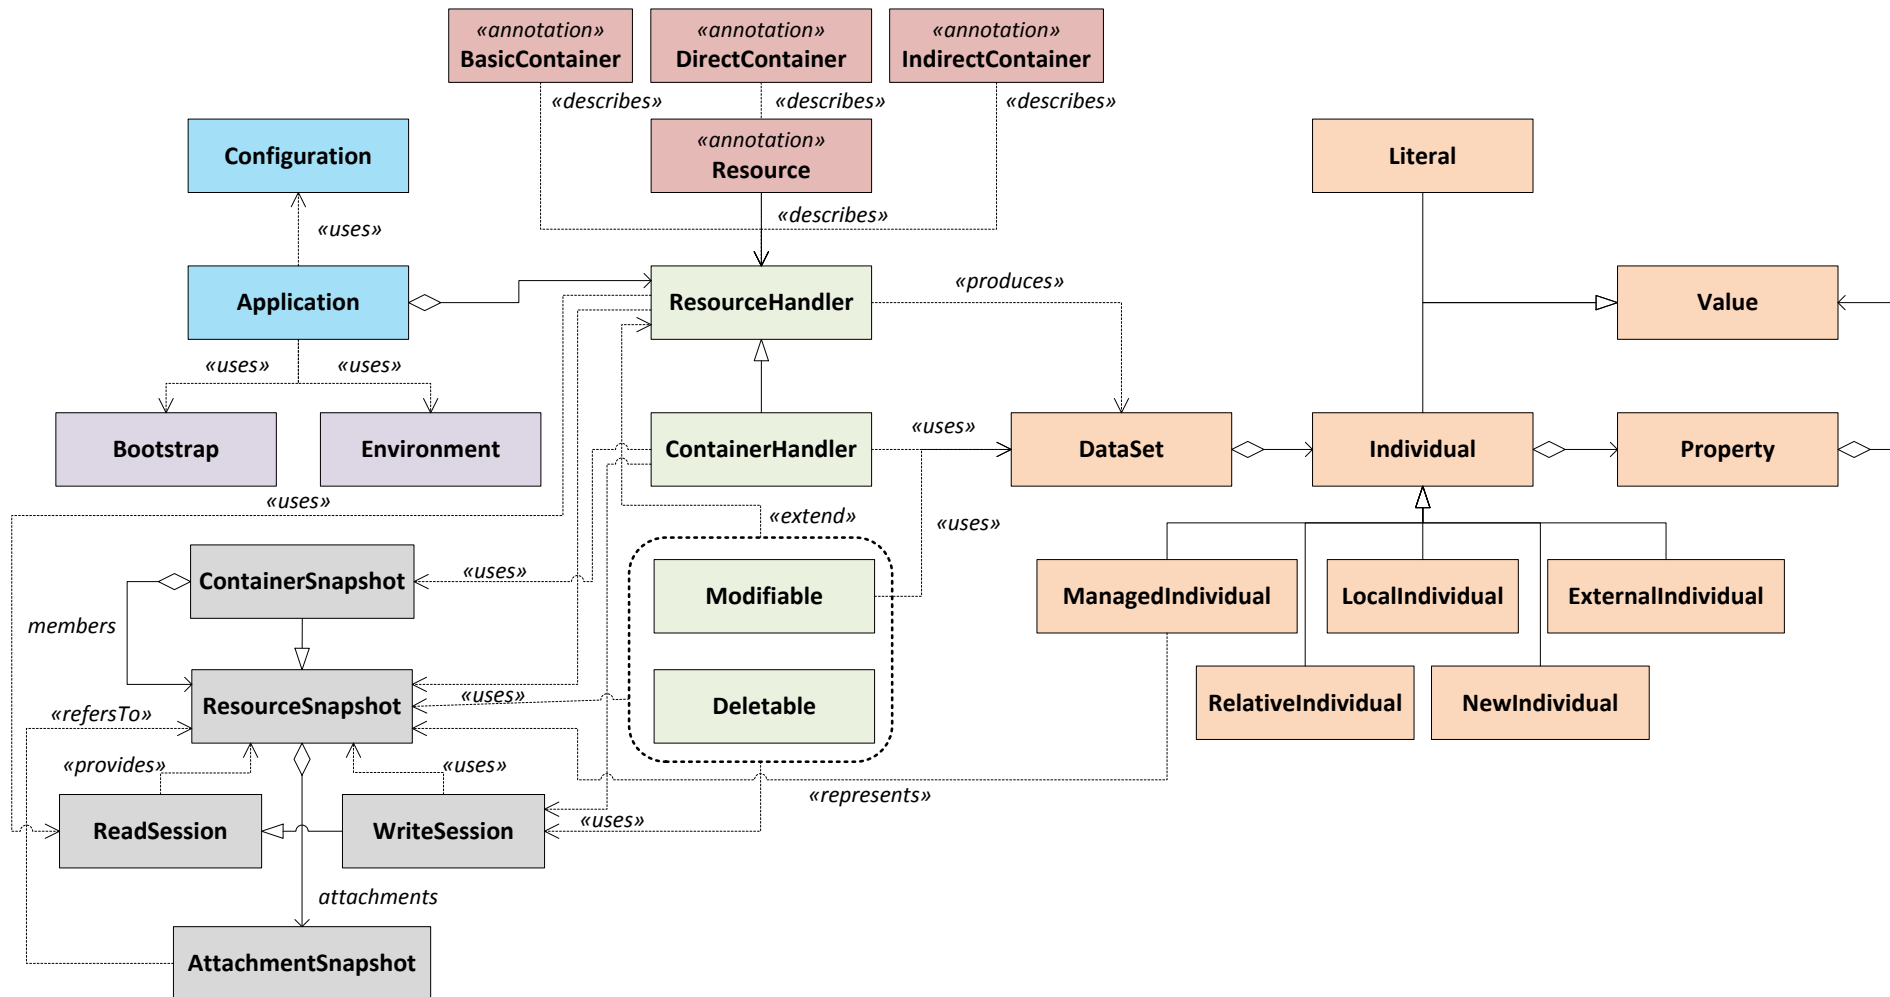 «annotation»
BasicContainer
«annotation»
DirectContainer
«annotation»
IndirectContainer
«describes»
«describes»
«describes»
Configuration
«annotation»
Resource
Literal
«uses»
«describes»
Application
ResourceHandler
«produces»
Value
«uses»
«uses»
Bootstrap
Environment
ContainerHandler
«uses»
DataSet
Individual
Property
«uses»
«extend»
«uses»
ContainerSnapshot
«uses»
Modifiable
ManagedIndividual
LocalIndividual
ExternalIndividual
members
ResourceSnapshot
«uses»
Deletable
RelativeIndividual
NewIndividual
«refersTo»
«provides»
«uses»
«represents»
ReadSession
WriteSession
«uses»
attachments
AttachmentSnapshot